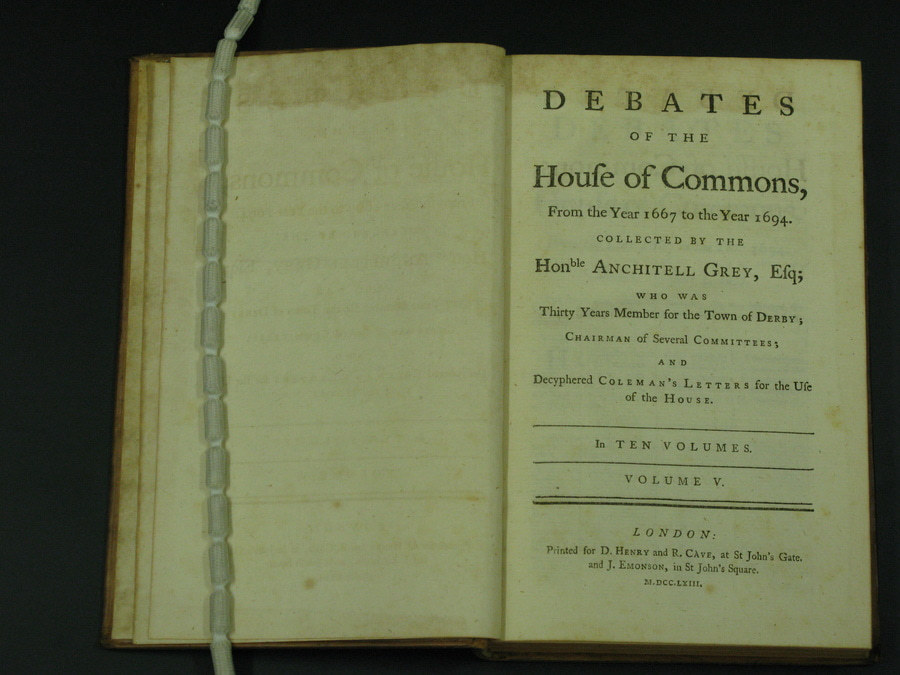 DEBATES
OF THE
Houſe of Commons,
From the Year 1667 to the Year 1694.
COLLECTED BY THE
Honble ANCHITELL GREY, Eſq;
WHO WAS
Thirty Years Member for the Town of DERBY;
CHAIRMAN of Several COMMITTEES;
AND
Decyphered COLEMAN'S LETTERS for the Uſe
of the HOUSE.
In TEN VOLUMES.
VOLUME V.
LONDON:
Printed for D. HENRY and R. CAVE, at St John's Gate.
and J. EMONSON, in St John's Square.
M.DCC.LXIII.